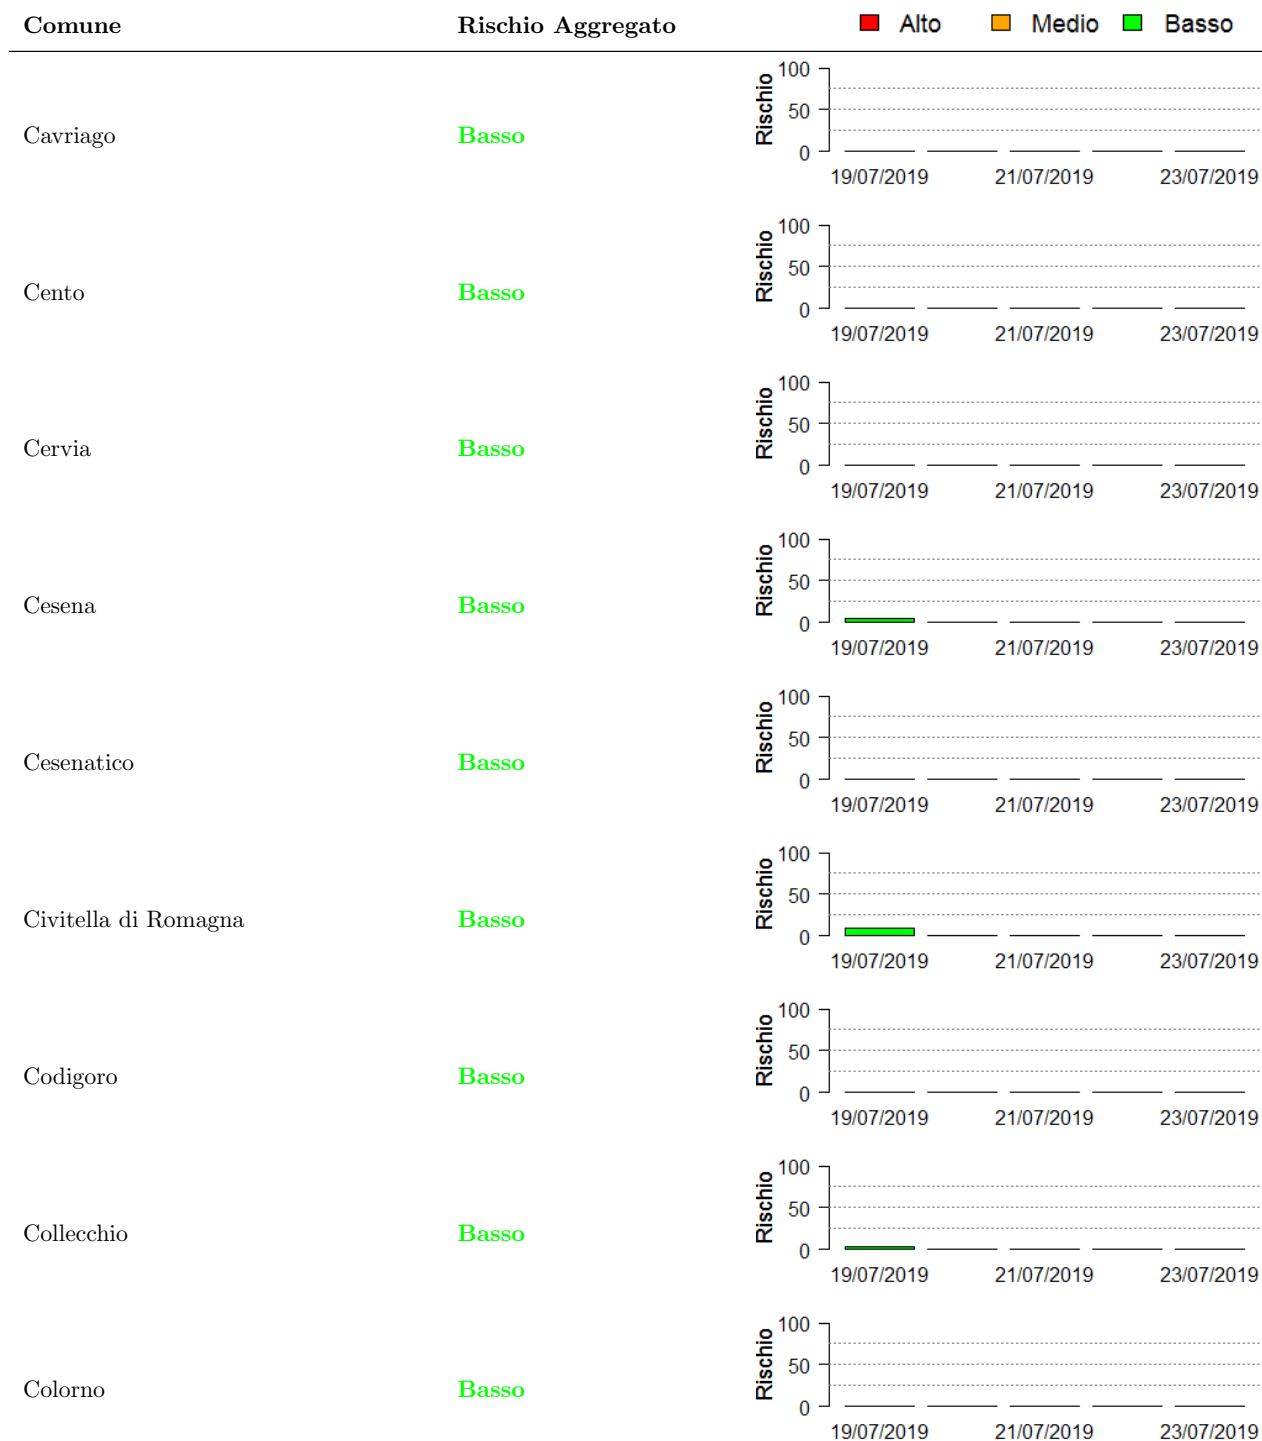 Comune Rischio Aggregato Alto Medio Basso
100
50
0
Rischio
Cavriago Basso
19/07/2019 21/07/2019 23/07/2019
100
50
0
Rischio
Cento Basso
19/07/2019 21/07/2019 23/07/2019
100
50
0
Rischio
Cervia Basso
19/07/2019 21/07/2019 23/07/2019
100
50
0
Rischio
Cesena Basso
19/07/2019 21/07/2019 23/07/2019
100
50
0
Rischio
Cesenatico Basso
19/07/2019 21/07/2019 23/07/2019
100
50
0
Rischio
Civitella di Romagna Basso
19/07/2019 21/07/2019 23/07/2019
100
50
0
Rischio
Codigoro Basso
19/07/2019 21/07/2019 23/07/2019
100
50
0
Rischio
Collecchio Basso
19/07/2019 21/07/2019 23/07/2019
100
50
0
Rischio
Colorno Basso
19/07/2019 21/07/2019 23/07/2019